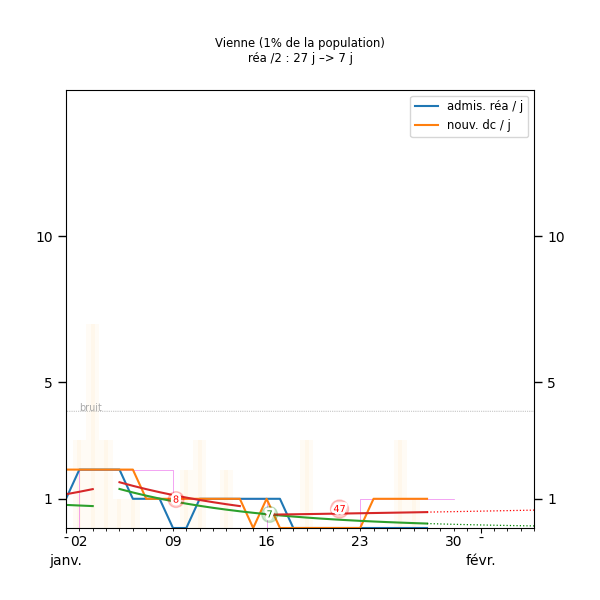 Vienne (1% de la population)
réa /2 : 27 j –> 7 j
admis. réa / j
nouv. dc / j
10 10
5 5
bruit
1 8 7 47 1
- 02 09 16 23 30 -
janv. févr.